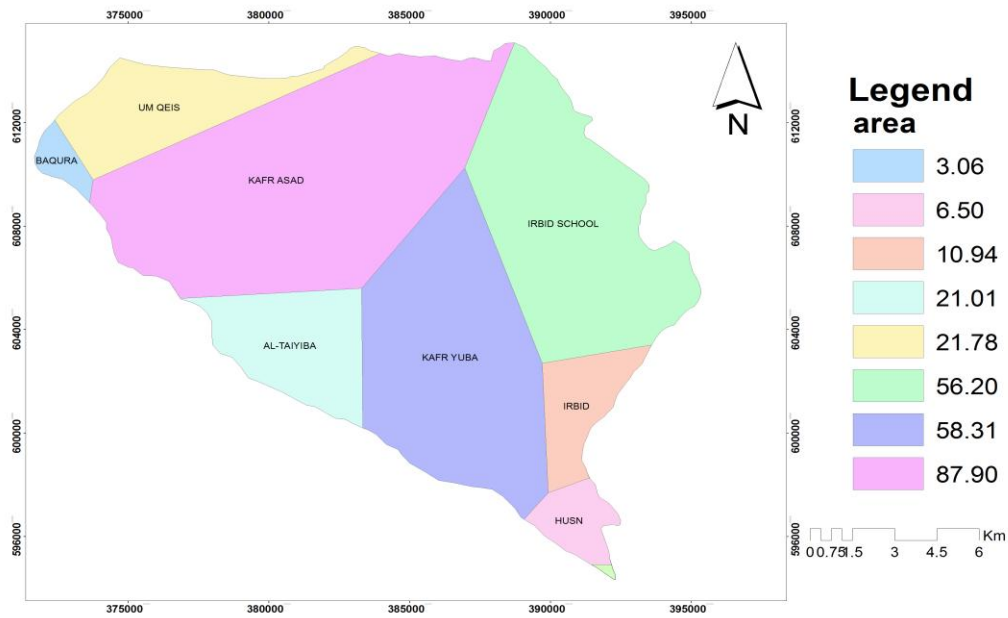 375000 380000 385000 390000 395000
612000
608000
604000
600000
596000
612000
608000
604000
600000
596000
UM QEIS
BAQURA
KAFR ASAD
IRBID SCHOOL
AL-TAIYIBA
KAFR YUBA
IRBID
HUSN
N
375000 380000 385000 390000 395000
Legend
area
3.06
6.50
10.94
21.01
21.78
56.20
58.31
87.90
Km
0 0.75 1.5 3 4.5 6